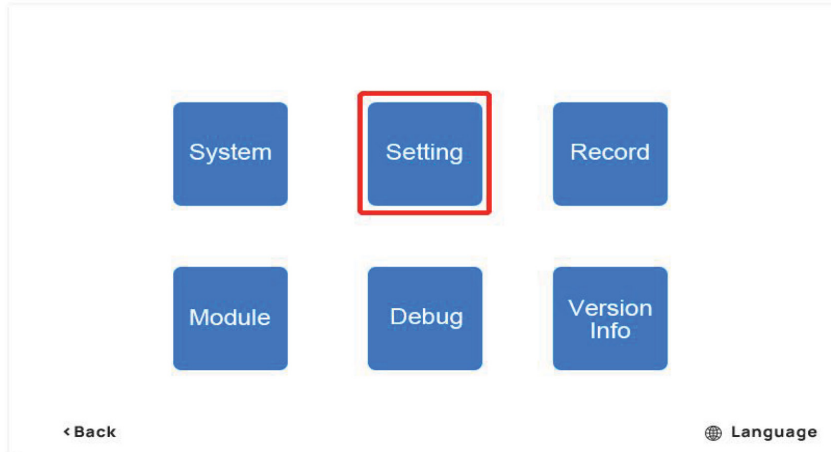 System
Setting
Record
Module
Debug
Version
Info
<Back
Language